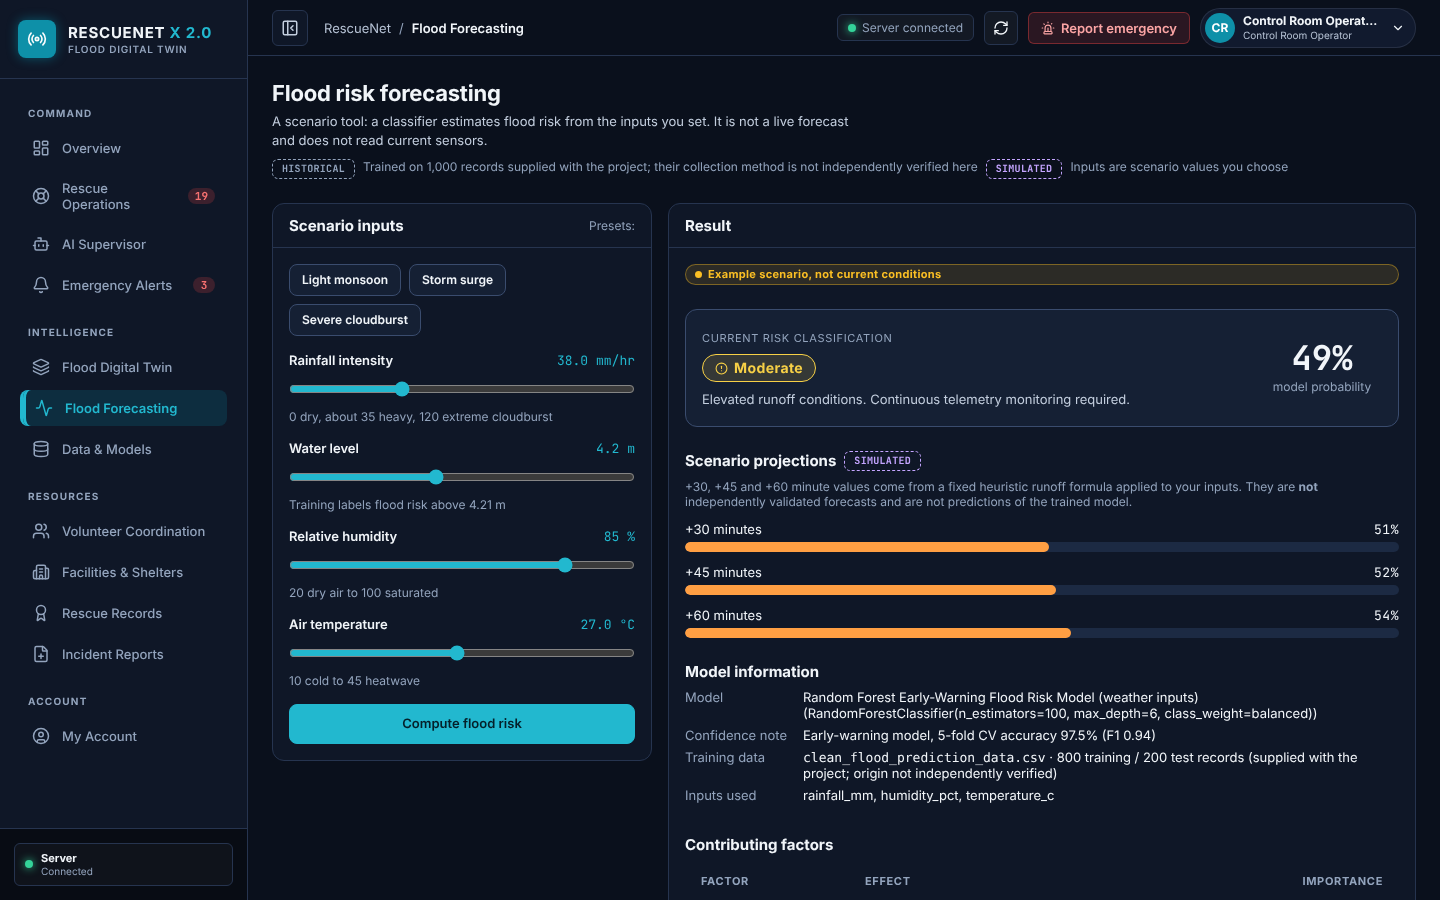 RESCUENET X 2.0
FLOOD DIGITAL TWIN
COMMAND
Overview
Rescue Operations 19
AI Supervisor
Emergency Alerts 3
INTELLIGENCE
Flood Digital Twin
Flood Forecasting
Data & Models
RESOURCES
Volunteer Coordination
Facilities & Shelters
Rescue Records
Incident Reports
ACCOUNT
My Account
Server
Connected
RescueNet / Flood Forecasting
Server connected
Report emergency
CR
Control Room Operat...
Control Room Operator
Flood risk forecasting
A scenario tool: a classifier estimates flood risk from the inputs you set. It is not a live forecast
and does not read current sensors.
HISTORICAL Trained on 1,000 records supplied with the project; their collection method is not independently verified here SIMULATED Inputs are scenario values you choose
Scenario inputs Presets:
Light monsoon Storm surge
Severe cloudburst
Rainfall intensity 38.0 mm/hr
0 dry, about 35 heavy, 120 extreme cloudburst
Water level 4.2 m
Training labels flood risk above 4.21 m
Relative humidity 85 %
20 dry air to 100 saturated
Air temperature 27.0 °C
10 cold to 45 heatwave
Compute flood risk
Result
Example scenario, not current conditions
CURRENT RISK CLASSIFICATION
Moderate
Elevated runoff conditions. Continuous telemetry monitoring required.
49%
model probability
Scenario projections SIMULATED
+30, +45 and +60 minute values come from a fixed heuristic runoff formula applied to your inputs. They are not
independently validated forecasts and are not predictions of the trained model.
+30 minutes 51%
+45 minutes 52%
+60 minutes 54%
Model information
Model Random Forest Early-Warning Flood Risk Model (weather inputs)
(RandomForestClassifier(n_estimators=100, max_depth=6, class_weight=balanced))
Confidence note Early-warning model, 5-fold CV accuracy 97.5% (F1 0.94)
Training data clean_flood_prediction_data.csv · 800 training / 200 test records (supplied with the
project; origin not independently verified)
Inputs used rainfall_mm, humidity_pct, temperature_c
Contributing factors
FACTOR EFFECT IMPORTANCE